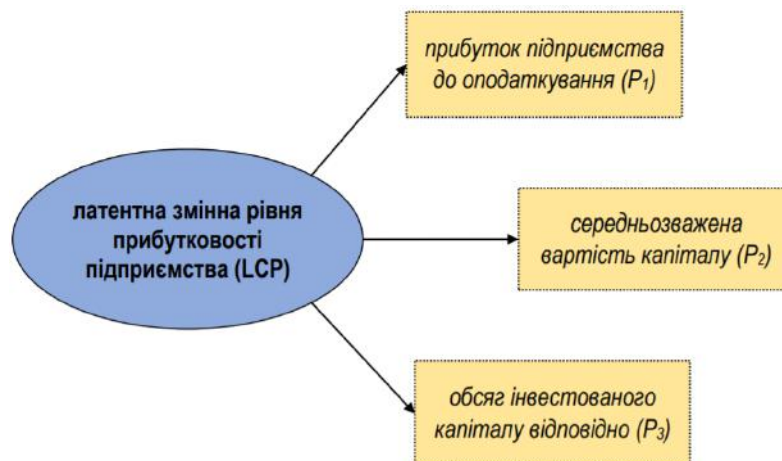 прибуток підприємства
до оподаткування (P₁)
латентна змінна рівня
прибутковості
підприємства (LCP)
середньозважена
вартість капіталу (P₂)
обсяг інвестованого
капіталу відповідно (P₃)